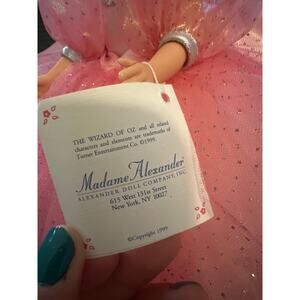 THE WIZARD OF OZ and all related
characters and elements are trademarks of
Turner Entertainment Co. ©1999.
Madame Alexander®
ALEXANDER DOLL COMPANY, INC.
615 West 131st Street
New York, NY 10027
©Copyright 1999